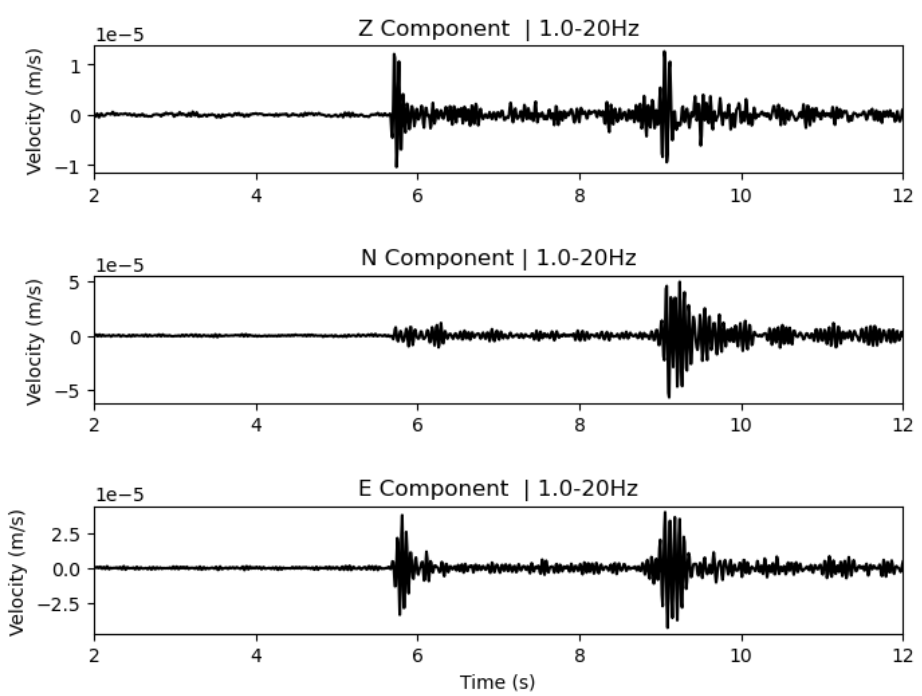 Z Component | 1.0-20Hz
1e−5
Velocity (m/s)
1
0
−1
2 4 6 8 10 12
N Component | 1.0-20Hz
1e−5
Velocity (m/s)
5
0
−5
2 4 6 8 10 12
E Component | 1.0-20Hz
1e−5
Velocity (m/s)
2.5
0.0
−2.5
2 4 6 8 10 12
Time (s)